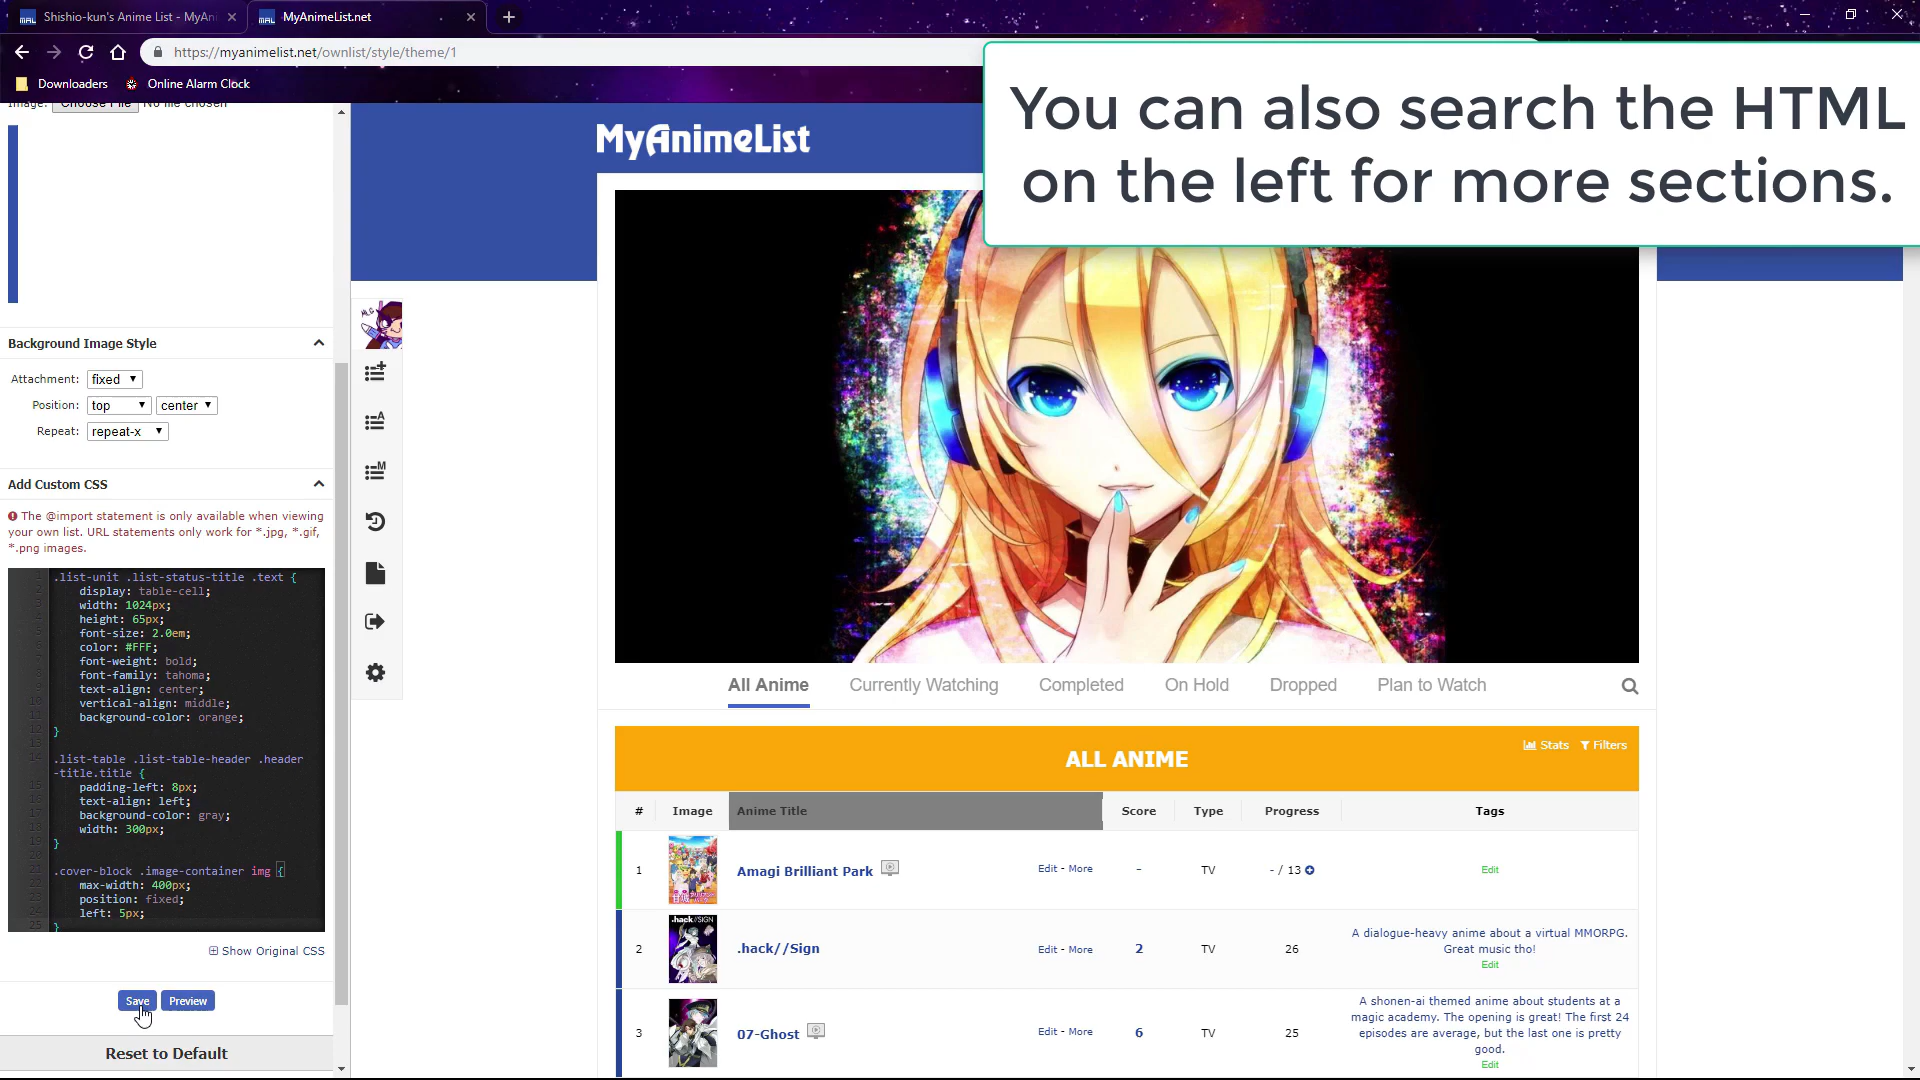 Shishio-kun's Anime List - MyAni
MyAnimeList.net
https://myanimelist.net/ownlist/style/theme/1
Downloaders
Online Alarm Clock
You can also search the HTML
on the left for more sections.
Image: Choose File No file chosen
MyAnimeList
Background Image Style
Attachment: fixed
Position: top center
Repeat: repeat-x
Add Custom CSS
The @import statement is only available when viewing
your own list. URL statements only work for *.jpg, *.gif,
*.png images.
.list-unit .list-status-title .text {
display: table-cell;
width: 1024px;
height: 65px;
font-size: 2.0em;
color: #FFF;
font-weight: bold;
font-family: tahoma;
text-align: center;
vertical-align: middle;
background-color: orange;
}
.list-table .list-table-header .header
-title.title {
padding-left: 8px;
text-align: left;
background-color: gray;
width: 300px;
}
.cover-block .image-container img {
max-width: 400px;
position: fixed;
left: 5px;
}
Show Original CSS
Save Preview
Reset to Default
All Anime Currently Watching Completed On Hold Dropped Plan to Watch
ALL ANIME
Stats Filters
# Image Anime Title Score Type Progress Tags
1 Amagi Brilliant Park Edit - More - TV - / 13 Edit
2 .hack//Sign Edit - More 2 TV 26
A dialogue-heavy anime about a virtual MMORPG.
Great music tho!
Edit
3 07-Ghost Edit - More 6 TV 25
A shonen-ai themed anime about students at a
magic academy. The opening is great! The first 24
episodes are average, but the last one is pretty
good.
Edit